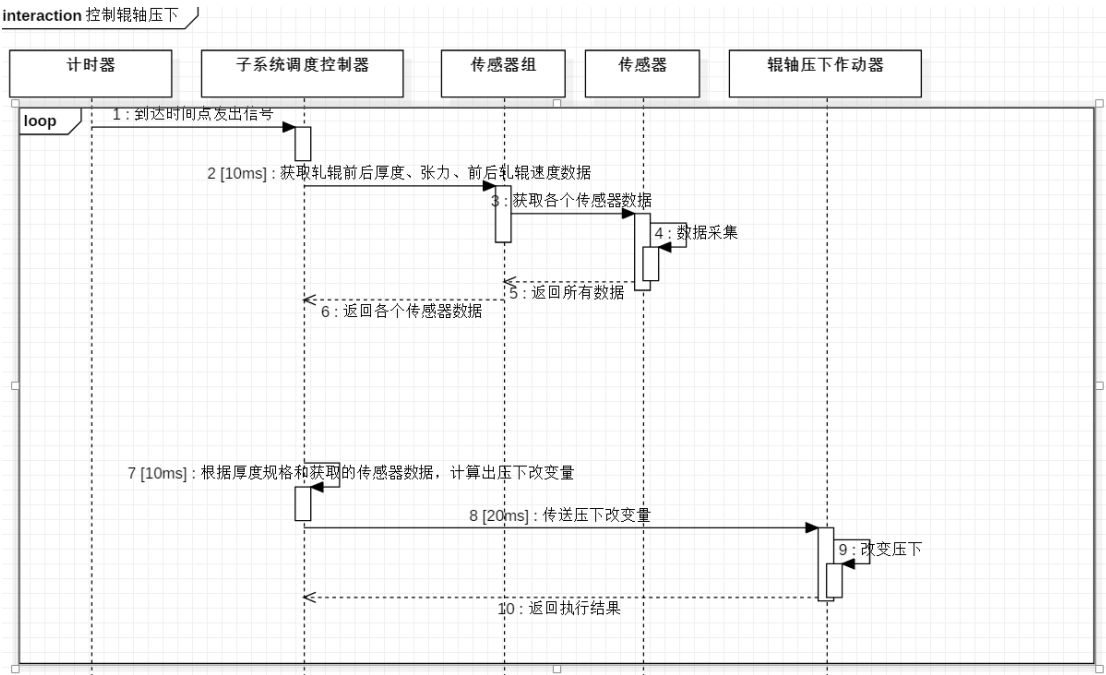 interaction 控制辊轴压下
计时器
子系统调度控制器
传感器组
传感器
辊轴压下作动器
loop
1 : 到达时间点发出信号
2 [10ms] : 获取轧辊前后厚度、张力、前后轧辊速度数据
3 : 获取各个传感器数据
4 : 数据采集
5 : 返回所有数据
6 : 返回各个传感器数据
7 [10ms] : 根据厚度规格和获取的传感器数据，计算出压下改变量
8 [20ms] : 传送压下改变量
9 : 改变压下
10 : 返回执行结果